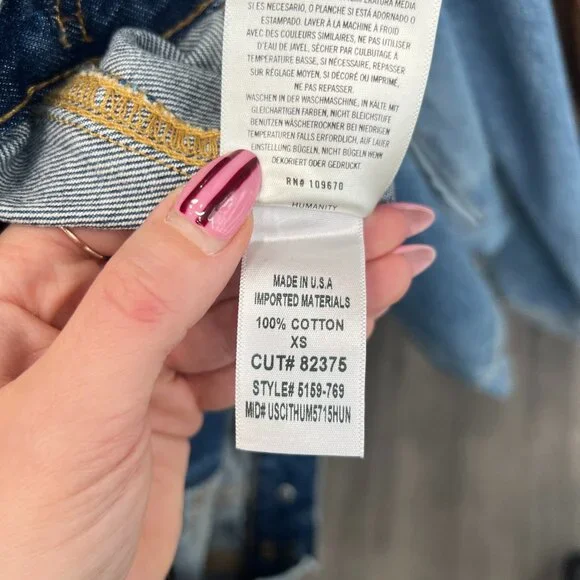 SI ES NECESARIO, O PLANCHE SI ESTÁ ADORNADO O
ESTAMPADO. LAVER À LA MACHINE À FROID
AVEC DES COULEURS SIMILAIRES, NE PAS UTILISER
D'EAU DE JAVEL, SÉCHER PAR CULBUTAGE À
TEMPERATURE BASSE, SI NÉCESSAIRE, REPASSER
SUR RÉGLAGE MOYEN, SI DÉCORÉ OU IMPRIMÉ,
NE PAS REPASSER.
WASCHEN IN DER WASCHMASCHINE, IN KALTE MIT
GLEICHARTIGEN FARBEN, NICHT BLEICHSTOFFE
BENUTZEN WÄSCHETROCKNER BEI NIEDRIGEN
TEMPERATUREN FALLS ERFORDLICH, AUF LAUER
EINSTELLUNG BÜGELN. NICHT BÜGELN WENN
DEKORIERT ODER GEDRUCKT.
RN# 109670
HUMANITY
MADE IN U.S.A
IMPORTED MATERIALS
100% COTTON
XS
CUT# 82375
STYLE# 5159-769
MID# USCITHUM5715HUN